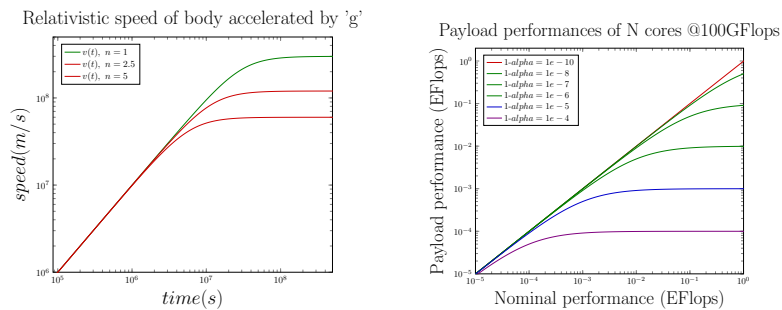 Relativistic speed of body accelerated by 'g'
v(t), n = 1
v(t), n = 2.5
v(t), n = 5
speed(m/s)
10^8
10^7
10^6
10^5 10^6 10^7 10^8
time(s)
Payload performances of N cores @100GFlops
1-alpha = 1e − 10
1-alpha = 1e − 8
1-alpha = 1e − 7
1-alpha = 1e − 6
1-alpha = 1e − 5
1-alpha = 1e − 4
Payload performance (EFlops)
10^0
10^−1
10^−2
10^−3
10^−4
10^−5
10^−5 10^−4 10^−3 10^−2 10^−1 10^0
Nominal performance (EFlops)